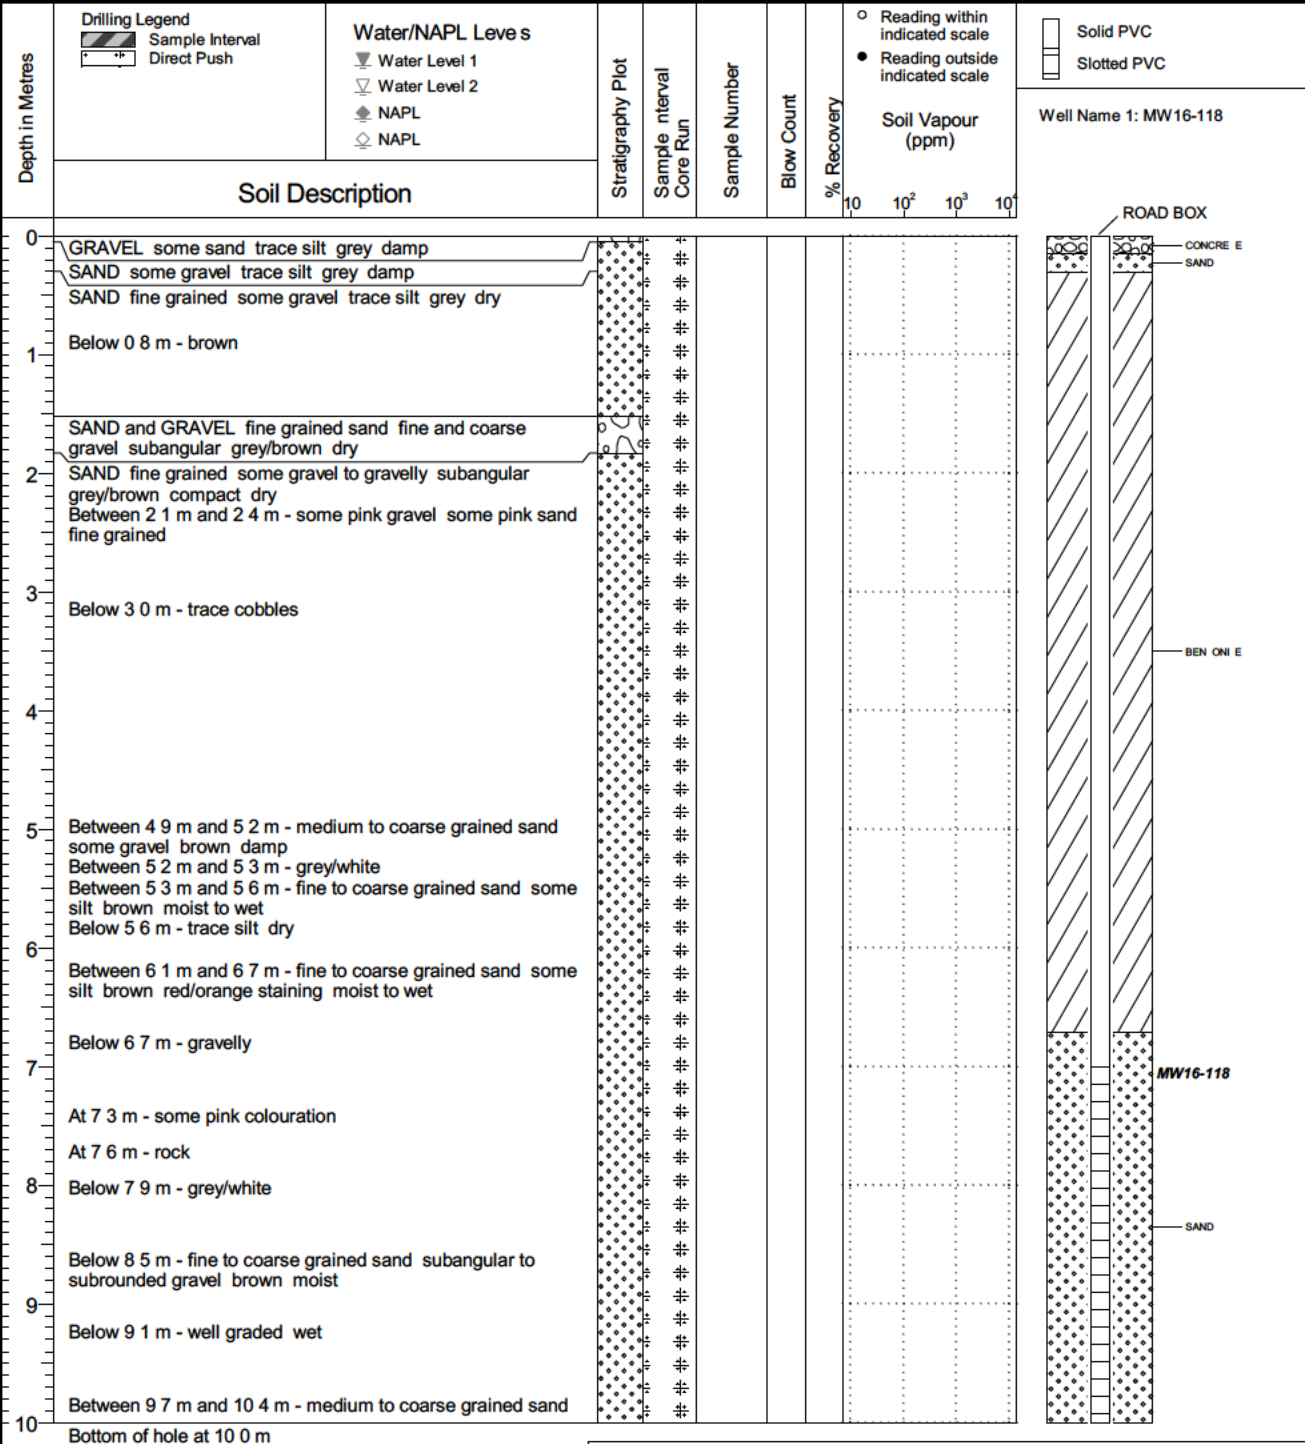 Drilling Legend
Sample Interval
Direct Push
Water/NAPL Leve s
Water Level 1
Water Level 2
NAPL
NAPL
Depth in Metres
Soil Description
Stratigraphy Plot
Sample nterval
Core Run
Sample Number
Blow Count
% Recovery
Reading within
indicated scale
Reading outside
indicated scale
Soil Vapour
(ppm)
10 10² 10³ 10⁴
Solid PVC
Slotted PVC
Well Name 1: MW16-118
ROAD BOX
0
GRAVEL some sand trace silt grey damp
CONCRE E
SAND
SAND some gravel trace silt grey damp
SAND fine grained some gravel trace silt grey dry
Below 0 8 m - brown
1
SAND and GRAVEL fine grained sand fine and coarse
gravel subangular grey/brown dry
2
SAND fine grained some gravel to gravelly subangular
grey/brown compact dry
Between 2 1 m and 2 4 m - some pink gravel some pink sand
fine grained
3
Below 3 0 m - trace cobbles
BEN ONI E
4
5
Between 4 9 m and 5 2 m - medium to coarse grained sand
some gravel brown damp
Between 5 2 m and 5 3 m - grey/white
Between 5 3 m and 5 6 m - fine to coarse grained sand some
silt brown moist to wet
Below 5 6 m - trace silt dry
6
Between 6 1 m and 6 7 m - fine to coarse grained sand some
silt brown red/orange staining moist to wet
Below 6 7 m - gravelly
7
MW16-118
At 7 3 m - some pink colouration
At 7 6 m - rock
8
Below 7 9 m - grey/white
SAND
Below 8 5 m - fine to coarse grained sand subangular to
subrounded gravel brown moist
9
Below 9 1 m - well graded wet
Between 9 7 m and 10 4 m - medium to coarse grained sand
10
Bottom of hole at 10 0 m